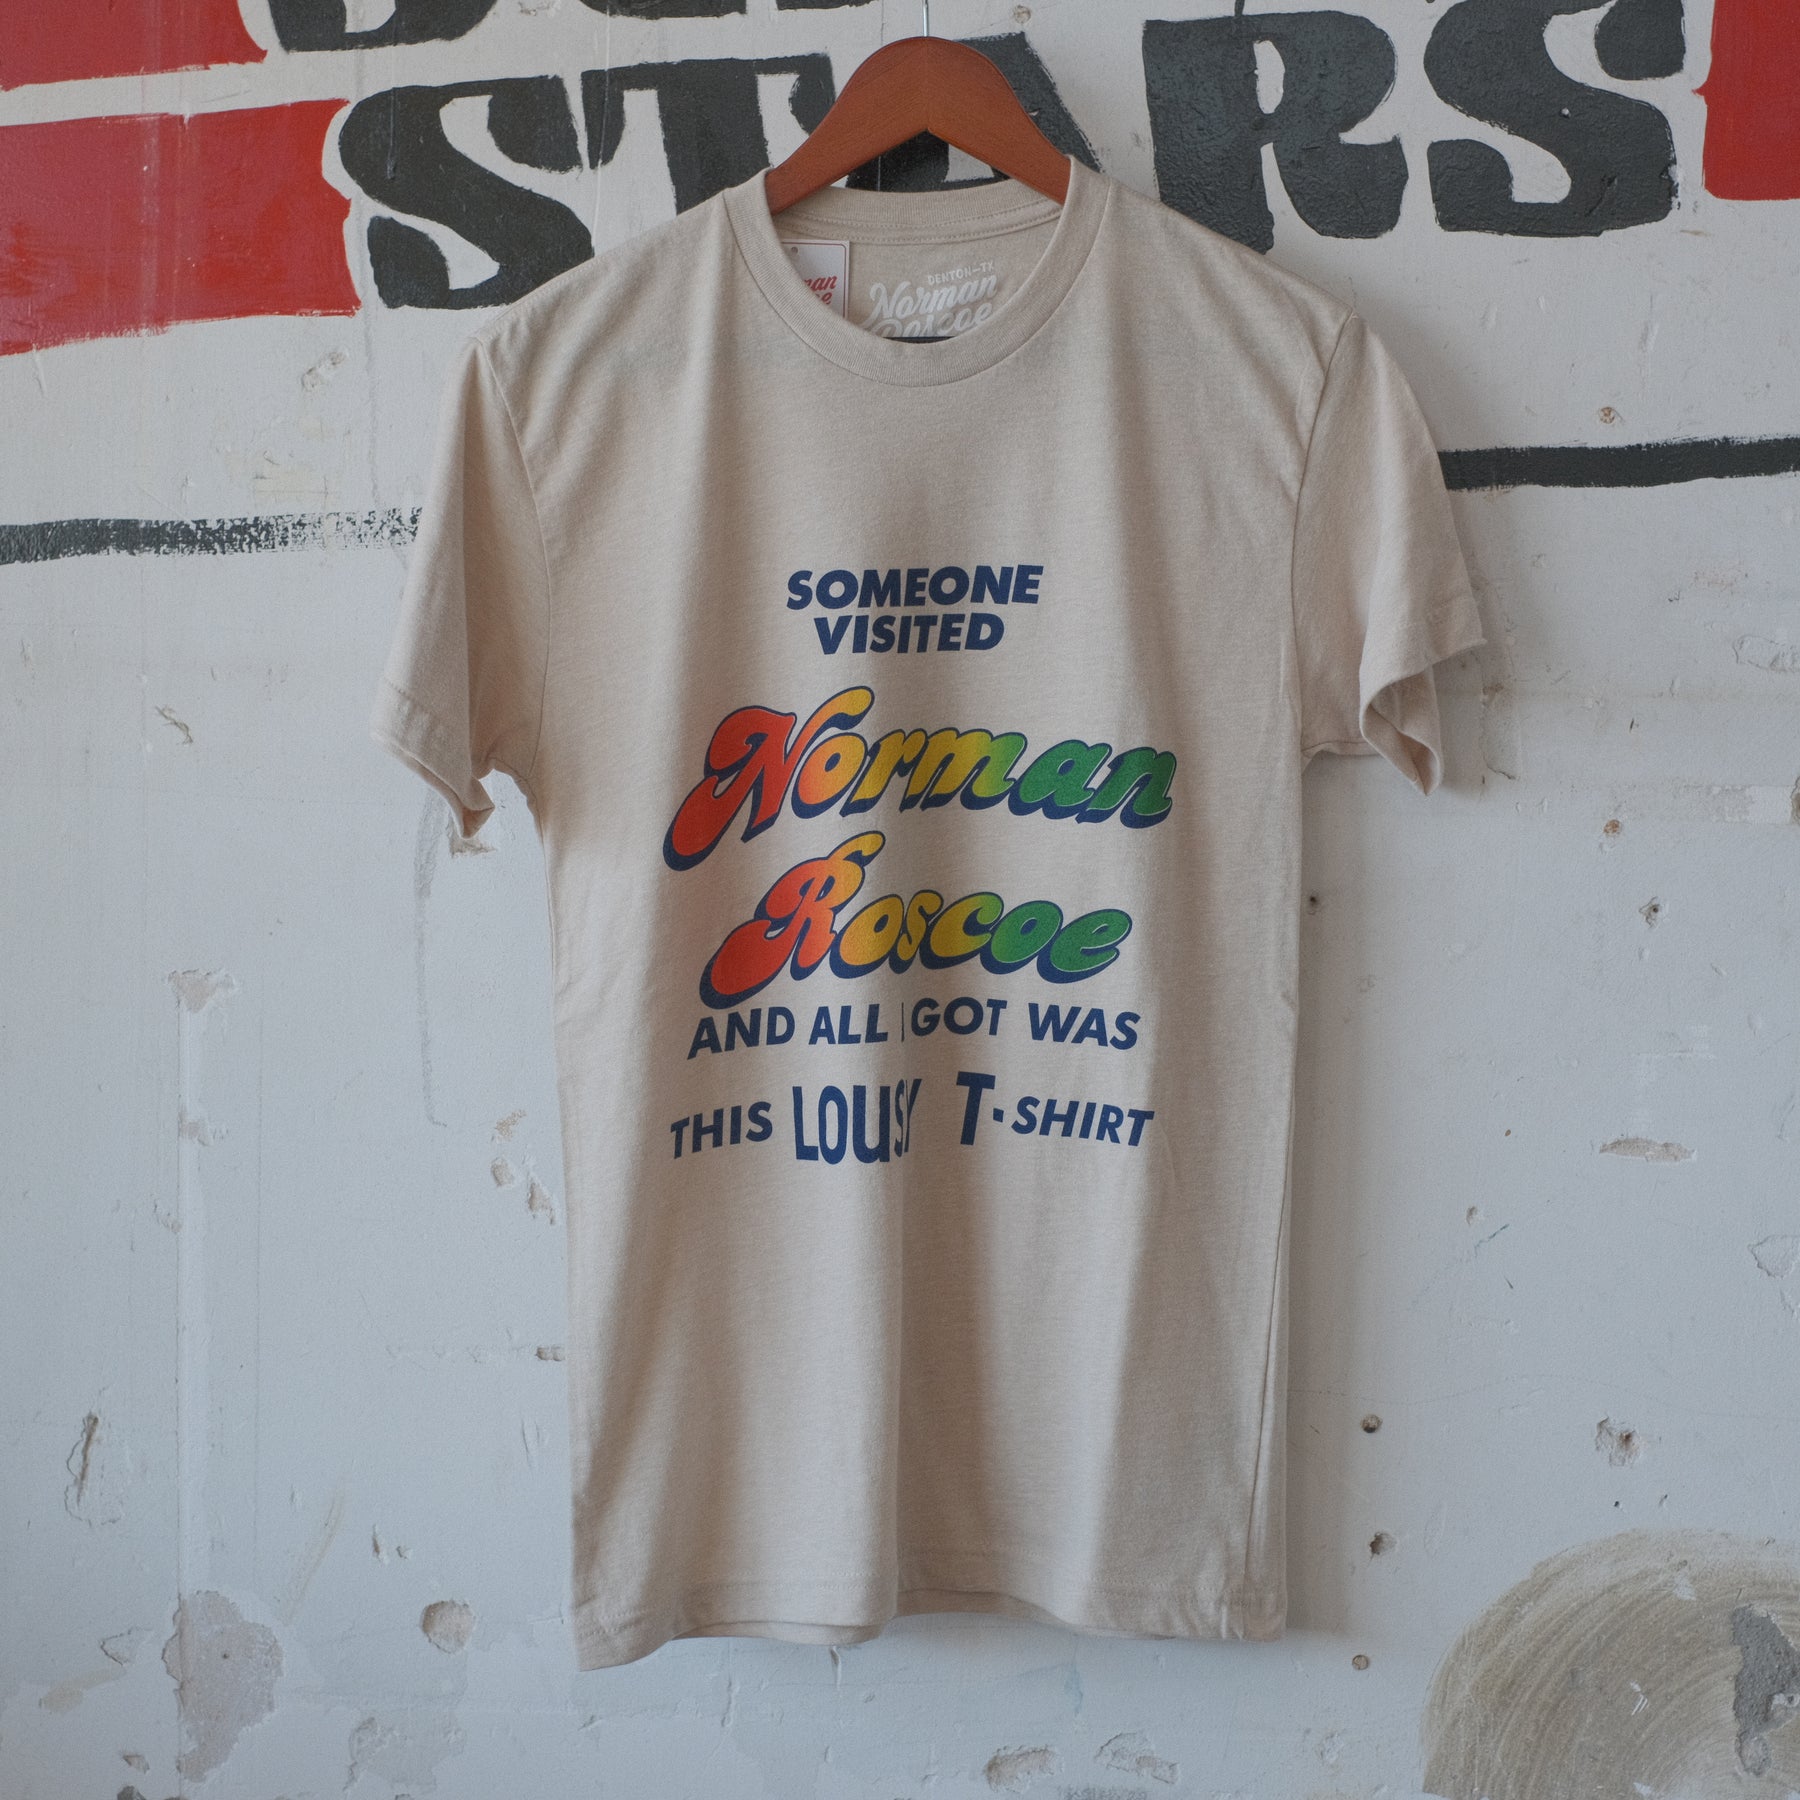 STARS
DENTON-TX
Norman
Roscoe
SOMEONE
VISITED
Norman
Roscoe
AND ALL I GOT WAS
THIS LOUSY T-SHIRT